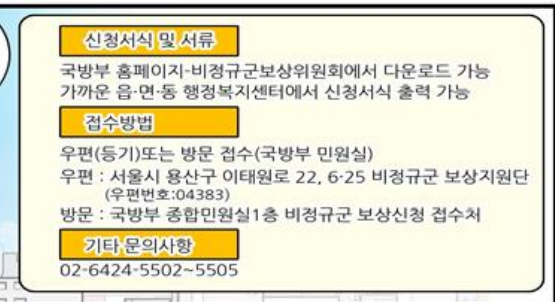 신청서식 및 서류
국방부 홈페이지-비정규군보상위원회에서 다운로드 가능
가까운 읍·면·동 행정복지센터에서 신청서식 출력 가능
접수방법
우편(등기)또는 방문 접수(국방부 민원실)
우편 : 서울시 용산구 이태원로 22, 6·25 비정규군 보상지원단
(우편번호:04383)
방문 : 국방부 종합민원실1층 비정규군 보상신청 접수처
기타 문의사항
02-6424-5502~5505